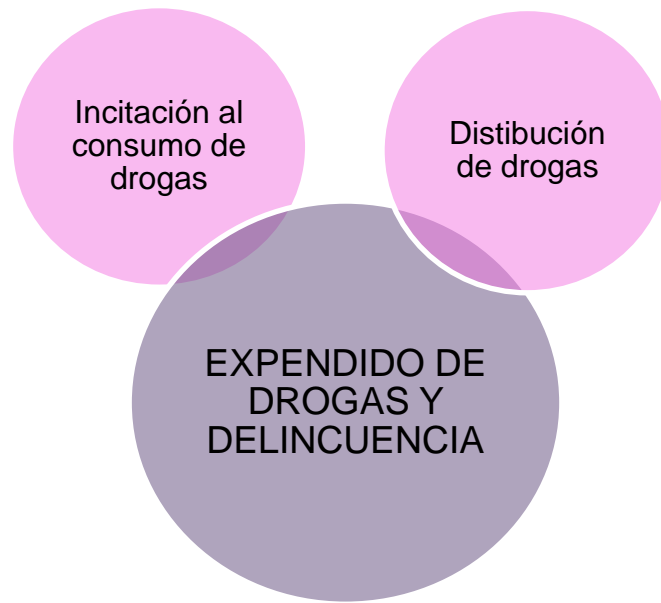 Incitación al
consumo de
drogas
Distibución
de drogas
EXPENDIDO DE
DROGAS Y
DELINCUENCIA